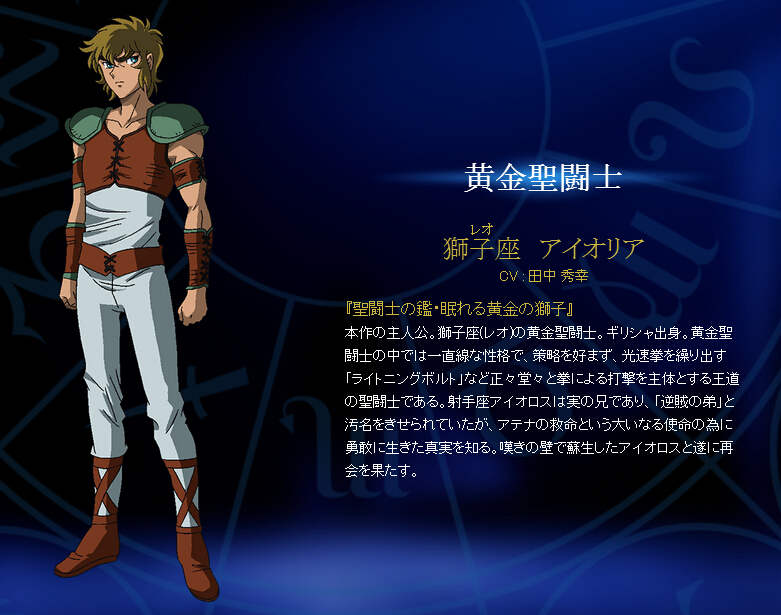 黄金聖闘士
レオ
獅子座 アイオリア
CV:田中 秀幸
『聖闘士の鑑・眠れる黄金の獅子』
本作の主人公。獅子座(レオ)の黄金聖闘士。ギリシャ出身。黄金聖
闘士の中では一直線な性格で、策略を好まず、光速拳を繰り出す
「ライトニングボルト」など正々堂々と拳による打撃を主体とする王道
の聖闘士である。射手座アイオロスは実の兄であり、「逆賊の弟」と
汚名をきせられていたが、アテナの救命という大いなる使命の為に
勇敢に生きた真実を知る。嘆きの壁で蘇生したアイオロスと遂に再
会を果たす。